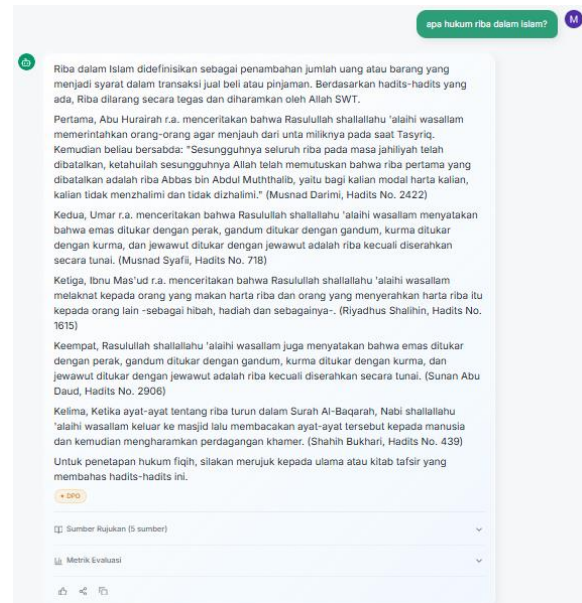 apa hukum riba dalam islam?
M
Riba dalam Islam didefinisikan sebagai penambahan jumlah uang atau barang yang
menjadi syarat dalam transaksi jual beli atau pinjaman. Berdasarkan hadits-hadits yang
ada, Riba dilarang secara tegas dan diharamkan oleh Allah SWT.
Pertama, Abu Hurairah r.a. menceritakan bahwa Rasulullah shallallahu 'alaihi wasallam
memerintahkan orang-orang agar menjauh dari unta miliknya pada saat Tasyriq.
Kemudian beliau bersabda: "Sesungguhnya seluruh riba pada masa jahiliyah telah
dibatalkan, ketahuilah sesungguhnya Allah telah memutuskan bahwa riba pertama yang
dibatalkan adalah riba Abbas bin Abdul Muththalib, yaitu bagi kalian modal harta kalian,
kalian tidak menzhalimi dan tidak dizhalimi." (Musnad Darimi, Hadits No. 2422)
Kedua, Umar r.a. menceritakan bahwa Rasulullah shallallahu 'alaihi wasallam menyatakan
bahwa emas ditukar dengan perak, gandum ditukar dengan gandum, kurma ditukar
dengan kurma, dan jewawut ditukar dengan jewawut adalah riba kecuali diserahkan
secara tunai. (Musnad Syafii, Hadits No. 718)
Ketiga, Ibnu Mas'ud r.a. menceritakan bahwa Rasulullah shallallahu 'alaihi wasallam
melaknat kepada orang yang makan harta riba dan orang yang menyerahkan harta riba itu
kepada orang lain -sebagai hibah, hadiah dan sebagainya-. (Riyadhus Shalihin, Hadits No.
1615)
Keempat, Rasulullah shallallahu 'alaihi wasallam juga menyatakan bahwa emas ditukar
dengan perak, gandum ditukar dengan gandum, kurma ditukar dengan kurma, dan
jewawut ditukar dengan jewawut adalah riba kecuali diserahkan secara tunai. (Sunan Abu
Daud, Hadits No. 2906)
Kelima, Ketika ayat-ayat tentang riba turun dalam Surah Al-Baqarah, Nabi shallallahu
'alaihi wasallam keluar ke masjid lalu membacakan ayat-ayat tersebut kepada manusia
dan kemudian mengharamkan perdagangan khamer. (Shahih Bukhari, Hadits No. 439)
Untuk penetapan hukum fiqih, silakan merujuk kepada ulama atau kitab tafsir yang
membahas hadits-hadits ini.
DPO
Sumber Rujukan (5 sumber)
Metrik Evaluasi